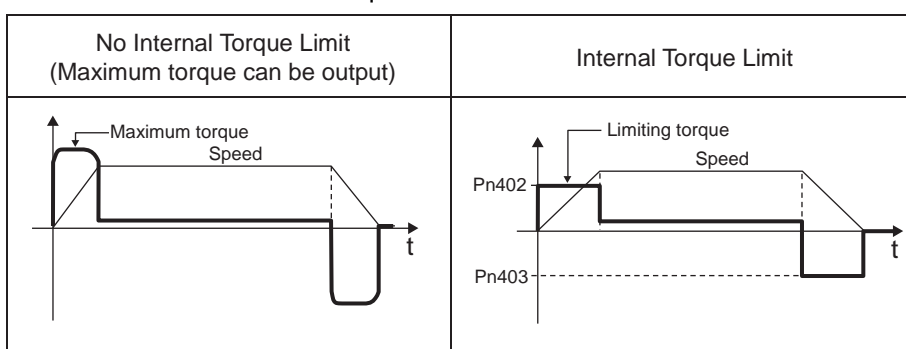 No Internal Torque Limit
(Maximum torque can be output)
Internal Torque Limit
Maximum torque
Speed
t
Limiting torque
Speed
Pn402
t
Pn403